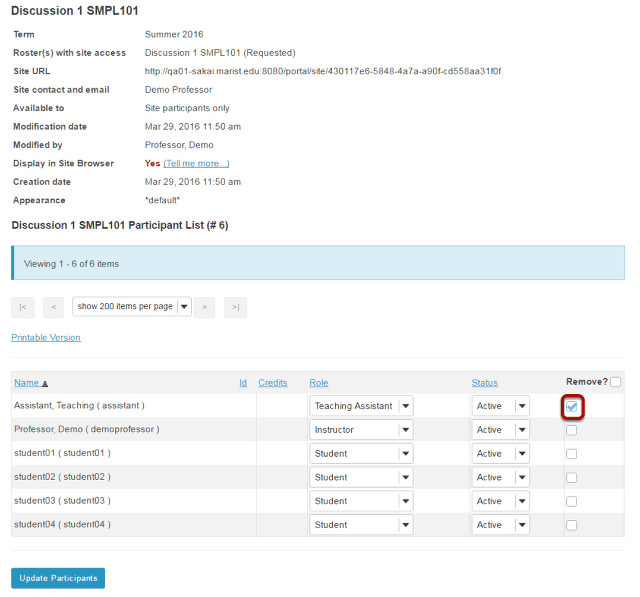 Discussion 1 SMPL101
Term Summer 2016
Roster(s) with site access Discussion 1 SMPL101 (Requested)
Site URL http://qa01-sakai.marist.edu:8080/portal/site/430117e6-5848-4a7a-a90f-cd558aa31f0f
Site contact and email Demo Professor
Available to Site participants only
Modification date Mar 29, 2016 11:50 am
Modified by Professor, Demo
Display in Site Browser Yes (Tell me more...)
Creation date Mar 29, 2016 11:50 am
Appearance *default*
Discussion 1 SMPL101 Participant List (# 6)
Viewing 1 - 6 of 6 items
|< < show 200 items per page > >|
Printable Version
Name Id Credits Role Status Remove?
Assistant, Teaching ( assistant ) Teaching Assistant Active
Professor, Demo ( demoprofessor ) Instructor Active
student01 ( student01 ) Student Active
student02 ( student02 ) Student Active
student03 ( student03 ) Student Active
student04 ( student04 ) Student Active
Update Participants